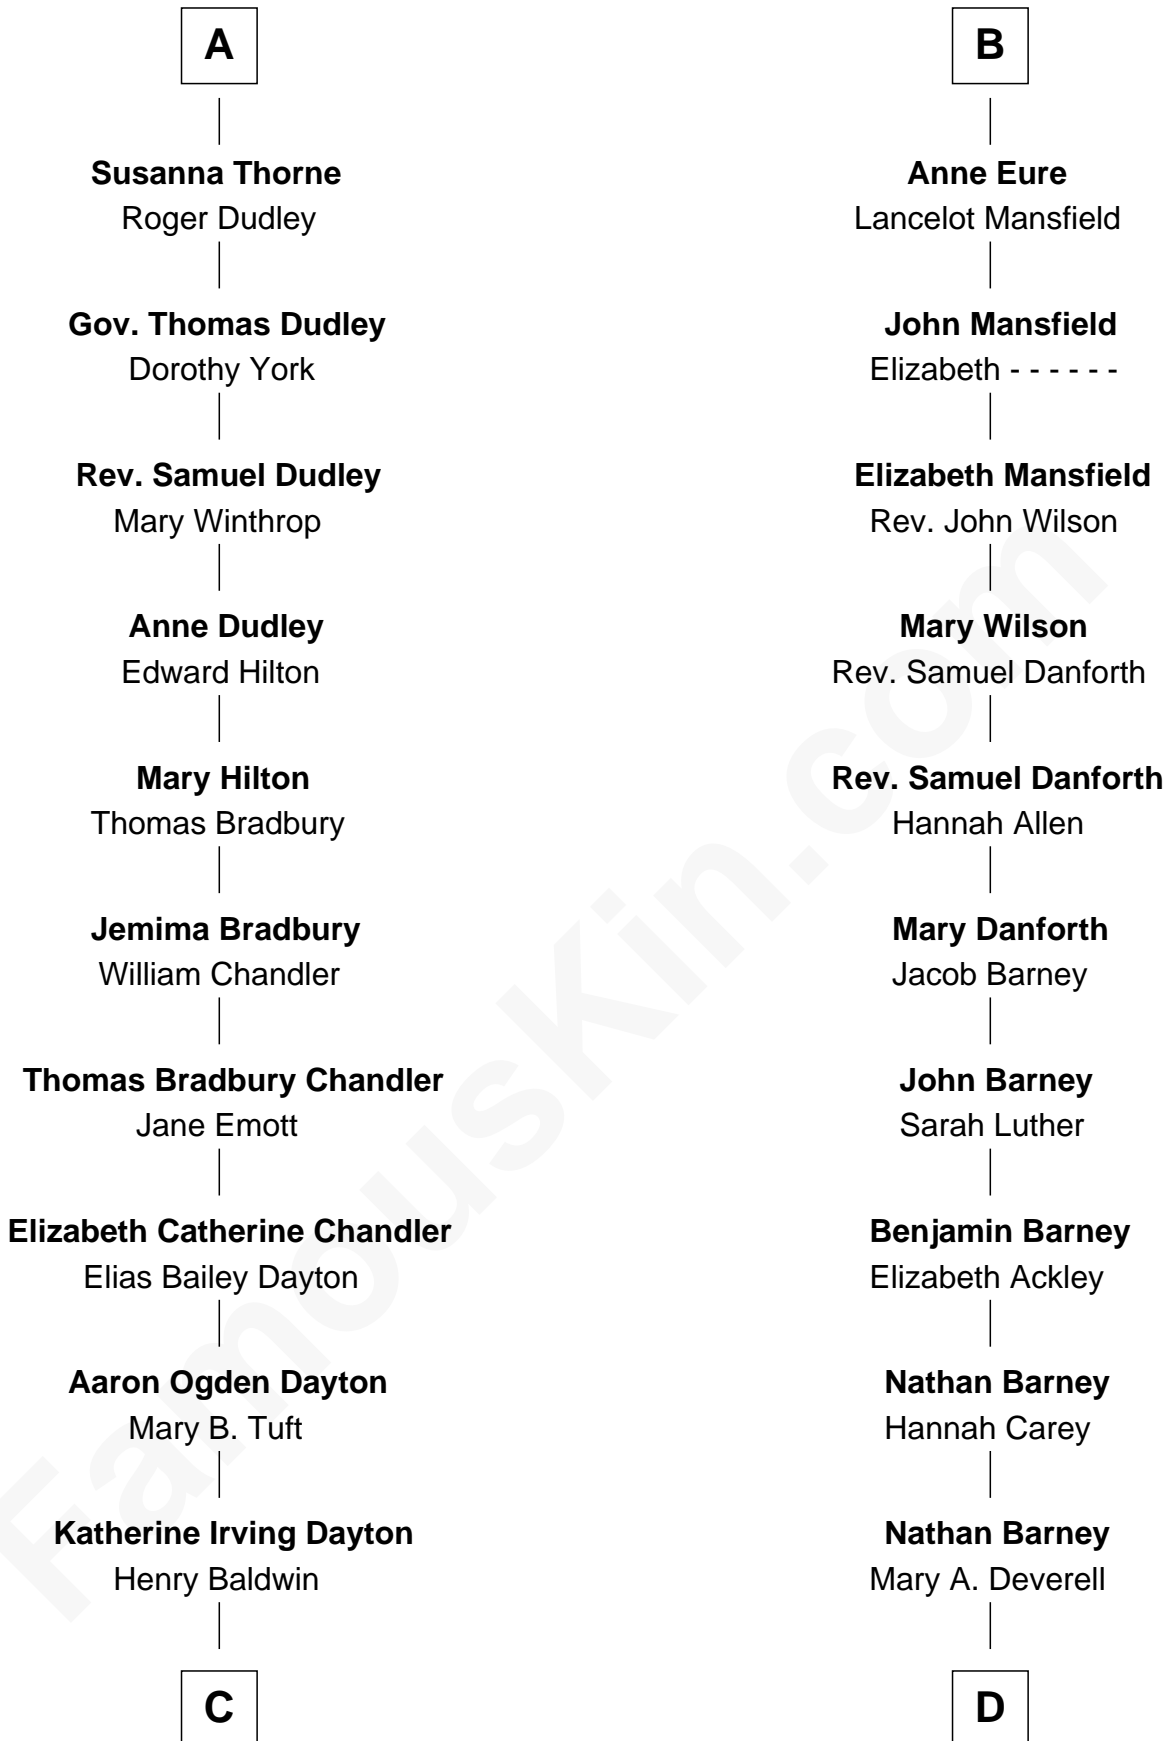 A
Susanna Thorne
Roger Dudley
Gov. Thomas Dudley
Dorothy York
Rev. Samuel Dudley
Mary Winthrop
Anne Dudley
Edward Hilton
Mary Hilton
Thomas Bradbury
Jemima Bradbury
William Chandler
Thomas Bradbury Chandler
Jane Emott
Elizabeth Catherine Chandler
Elias Bailey Dayton
Aaron Ogden Dayton
Mary B. Tuft
Katherine Irving Dayton
Henry Baldwin
C
B
Anne Eure
Lancelot Mansfield
John Mansfield
Elizabeth - - - - - -
Elizabeth Mansfield
Rev. John Wilson
Mary Wilson
Rev. Samuel Danforth
Rev. Samuel Danforth
Hannah Allen
Mary Danforth
Jacob Barney
John Barney
Sarah Luther
Benjamin Barney
Elizabeth Ackley
Nathan Barney
Hannah Carey
Nathan Barney
Mary A. Deverell
D
FamousKin.com